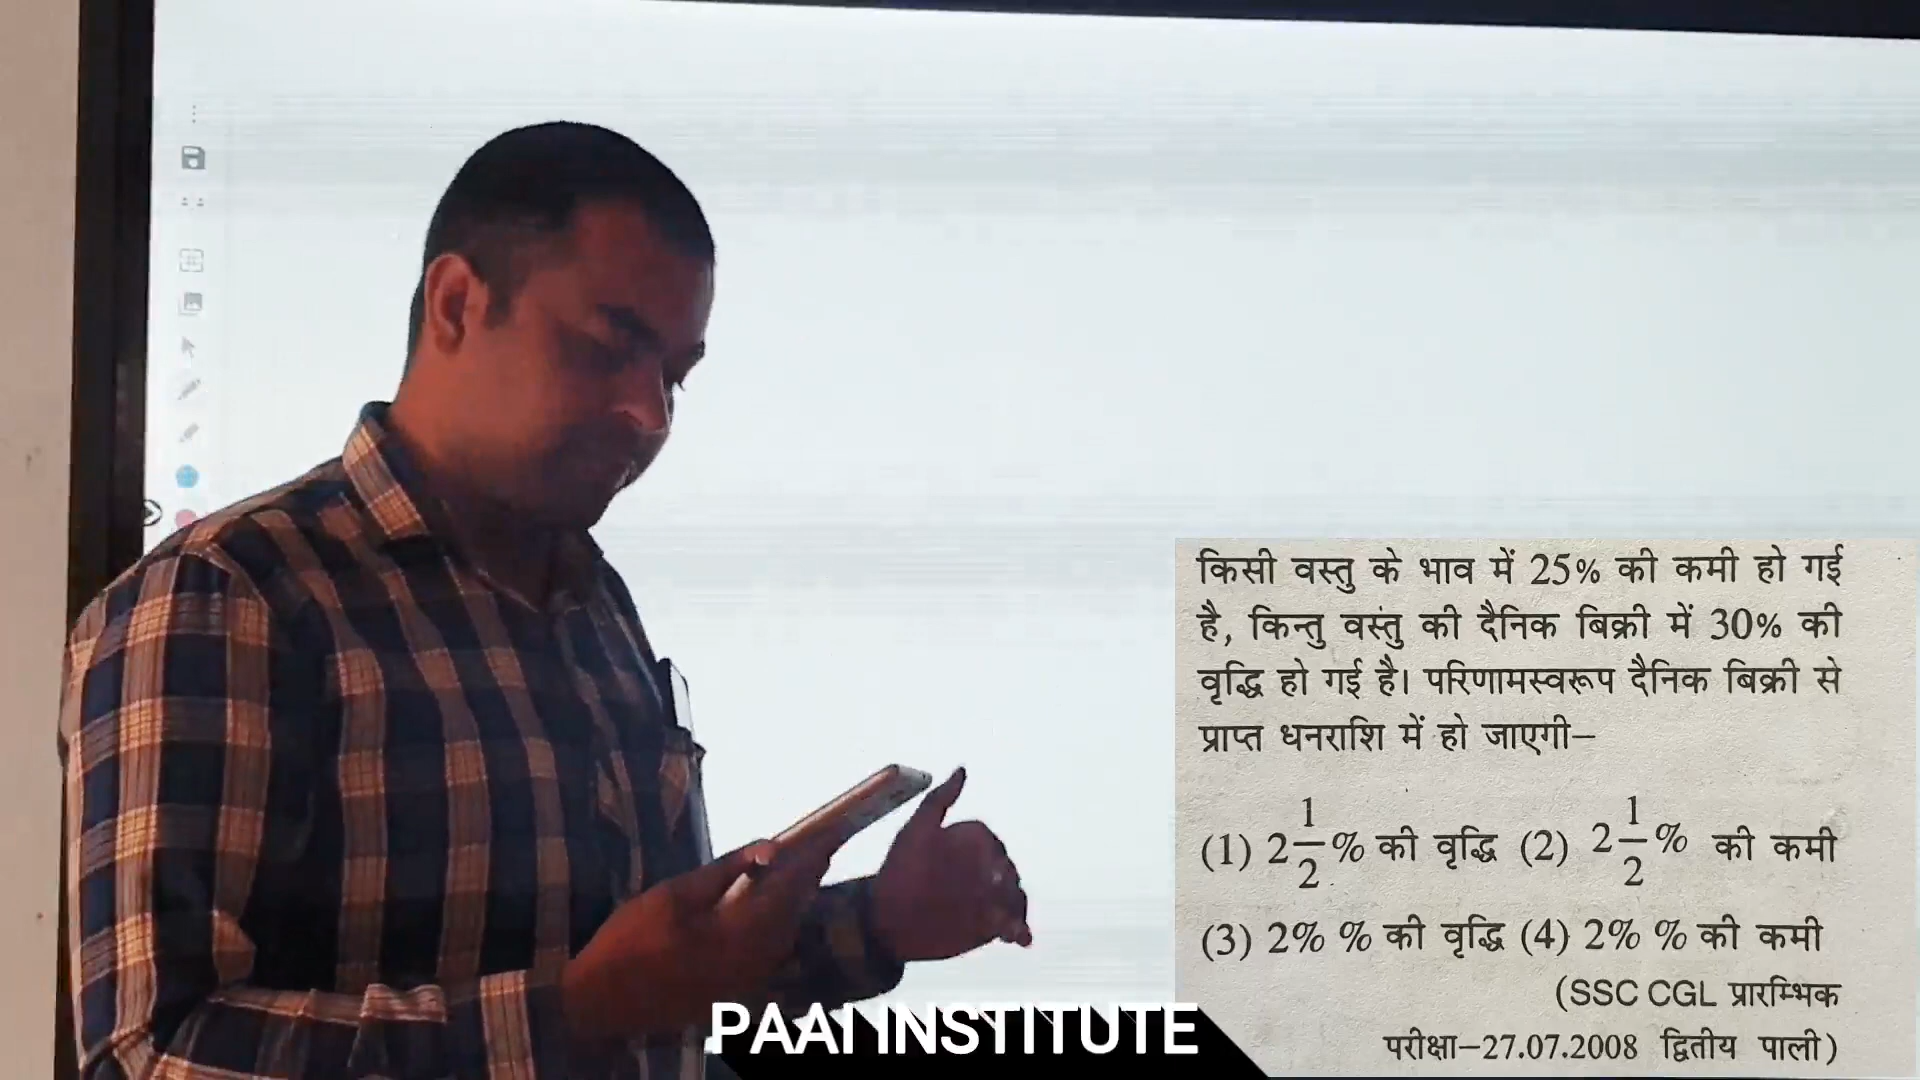 किसी वस्तु के भाव में 25% की कमी हो गई
है, किन्तु वस्तुं की दैनिक बिक्री में 30% की
वृद्धि हो गई है। परिणामस्वरूप दैनिक बिक्री से
प्राप्त धनराशि में हो जाएगी–
(1) 2 1/2 % की वृद्धि (2) 2 1/2 % की कमी
(3) 2% % की वृद्धि (4) 2% % की कमी
(SSC CGL प्रारम्भिक
परीक्षा–27.07.2008 द्वितीय पाली)
PAAI INSTITUTE